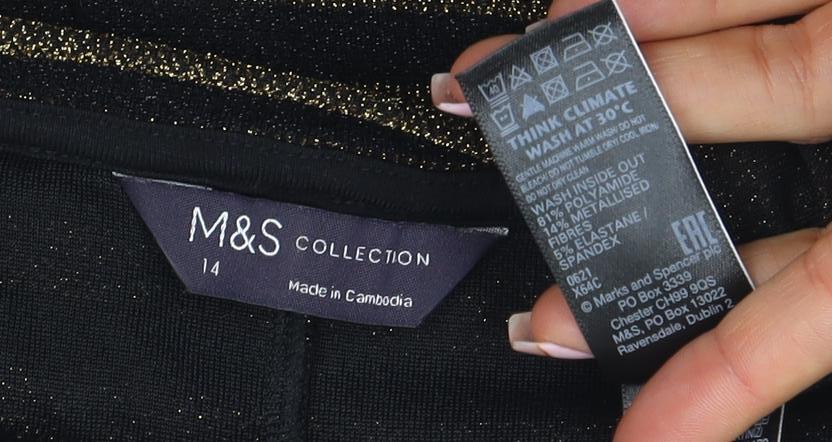 M&S COLLECTION
14
Made in Cambodia
40
THINK CLIMATE
WASH AT 30°C
GENTLE MACHINE WARM WASH/ DO NOT
BLEACH/ DO NOT TUMBLE DRY/ COOL IRON/
DO NOT DRY CLEAN
WASH INSIDE OUT
81% POLYAMIDE
14% METALLISED
FIBRES
5% ELASTANE /
SPANDEX
EAC
0621
X64C
© Marks and Spencer plc
PO Box 3339
Chester CH99 9QS
M&S, PO Box 13022
Ravensdale, Dublin 2